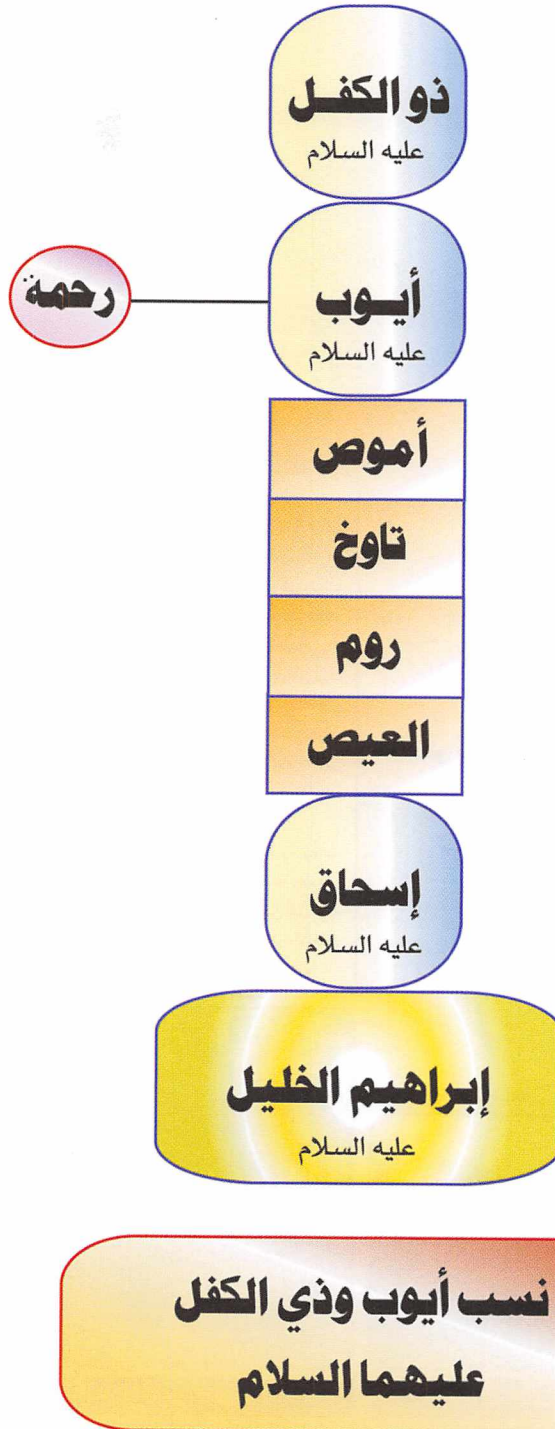 ذو الكفل
عليه السلام
أيوب
عليه السلام
رحمة
أموص
تاوخ
روم
العيص
إسحاق
عليه السلام
إبراهيم الخليل
عليه السلام
نسب أيوب وذي الكفل
عليهما السلام